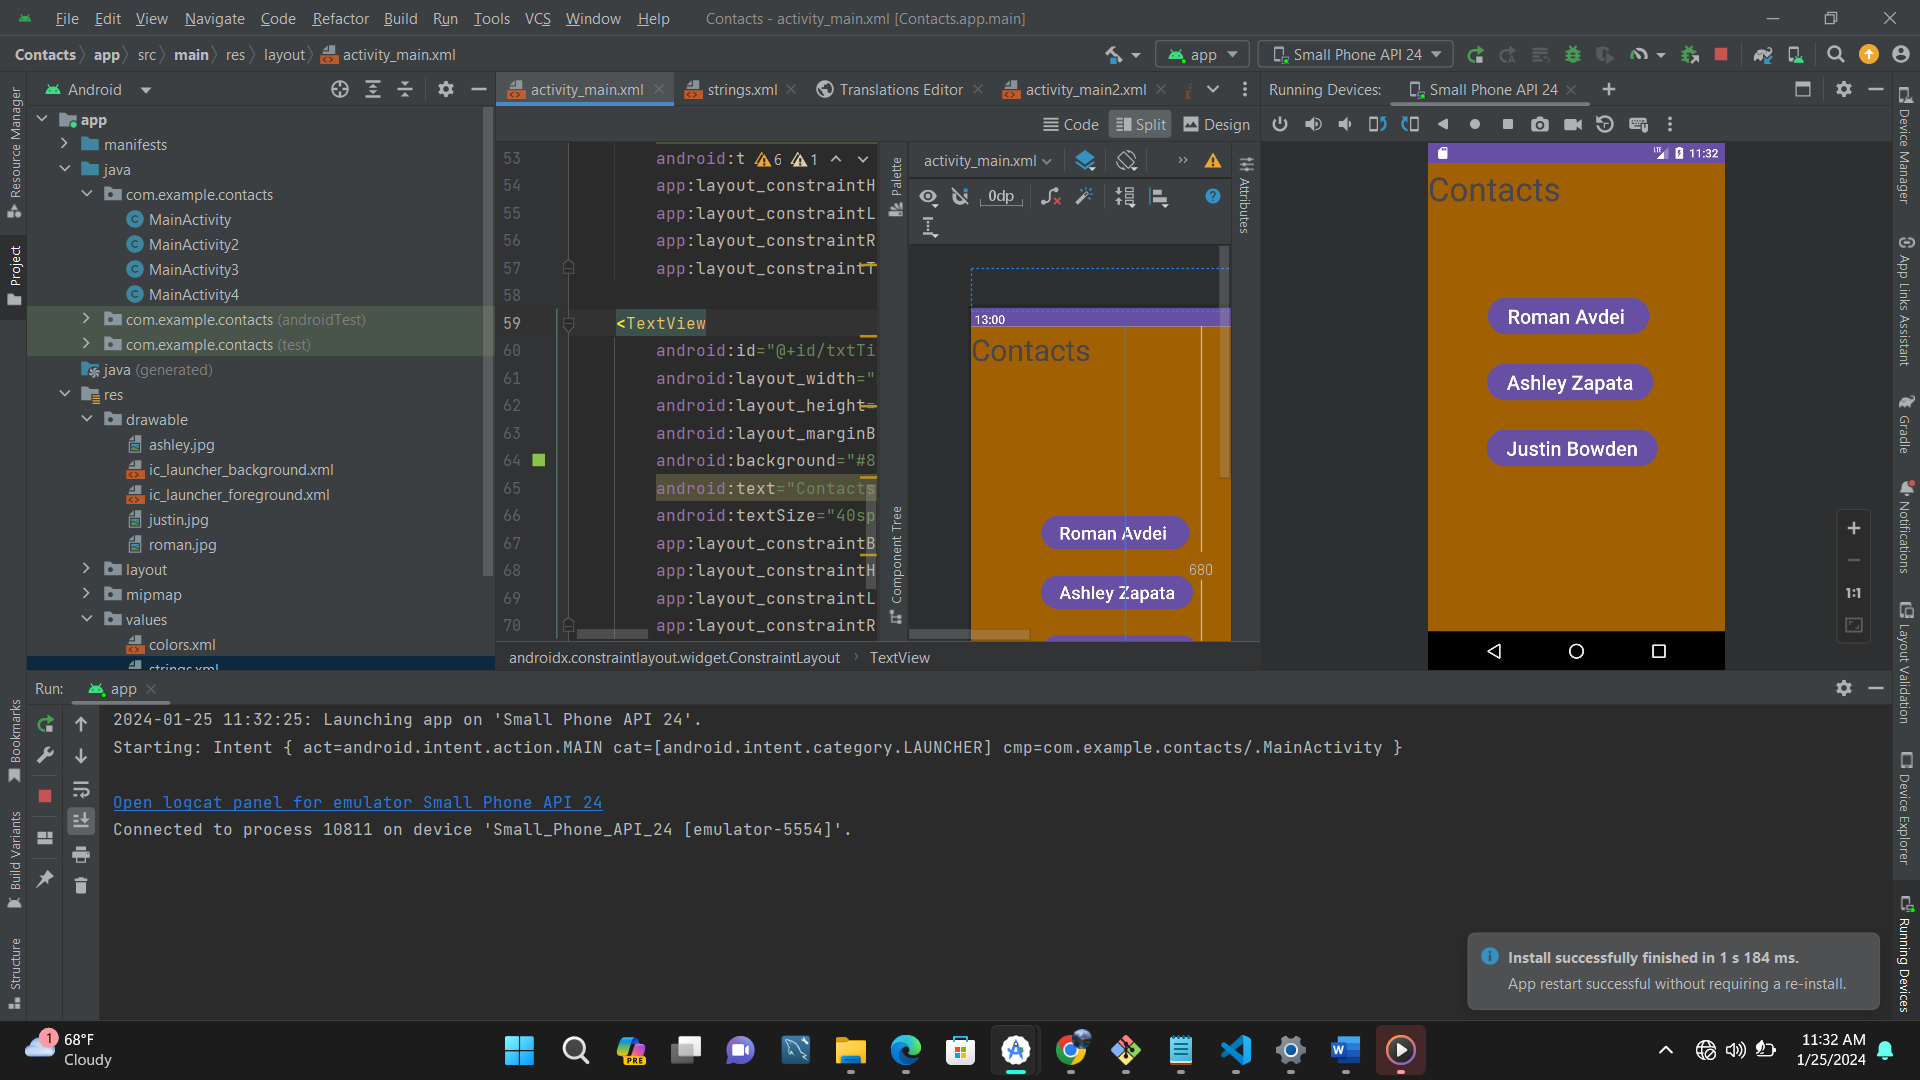 File Edit View Navigate Code Refactor Build Run Tools VCS Window Help Contacts - activity_main.xml [Contacts.app.main]
Contacts app src main res layout activity_main.xml
app Small Phone API 24
Android
activity_main.xml strings.xml Translations Editor activity_main2.xml
Running Devices: Small Phone API 24
Code Split Design
Resource Manager
Project
Bookmarks
Build Variants
Structure
app
manifests
java
com.example.contacts
MainActivity
MainActivity2
MainActivity3
MainActivity4
com.example.contacts (androidTest)
com.example.contacts (test)
java (generated)
res
drawable
ashley.jpg
ic_launcher_background.xml
ic_launcher_foreground.xml
justin.jpg
roman.jpg
layout
mipmap
values
colors.xml
strings.xml
6 1
53 android:t
54 app:layout_constraintH
55 app:layout_constraintL
56 app:layout_constraintR
57 app:layout_constraintT
58
59 <TextView
60 android:id="@+id/txtTi
61 android:layout_width="
62 android:layout_height=
63 android:layout_marginB
64 android:background="#8
65 android:text="Contacts
66 android:textSize="40sp
67 app:layout_constraintB
68 app:layout_constraintH
69 app:layout_constraintL
70 app:layout_constraintR
androidx.constraintlayout.widget.ConstraintLayout TextView
Palette
Component Tree
activity_main.xml
0dp
Attributes
13:00
Contacts
Roman Avdei
680
Ashley Zapata
LTE 11:32
Contacts
Roman Avdei
Ashley Zapata
Justin Bowden
1:1
Device Manager
App Links Assistant
Gradle
Notifications
Layout Validation
Device Explorer
Running Devices
Run: app
2024-01-25 11:32:25: Launching app on 'Small Phone API 24'.
Starting: Intent { act=android.intent.action.MAIN cat=[android.intent.category.LAUNCHER] cmp=com.example.contacts/.MainActivity }
Open logcat panel for emulator Small Phone API 24
Connected to process 10811 on device 'Small_Phone_API_24 [emulator-5554]'.
Install successfully finished in 1 s 184 ms.
App restart successful without requiring a re-install.
1 68°F
Cloudy
PRE
11:32 AM
1/25/2024